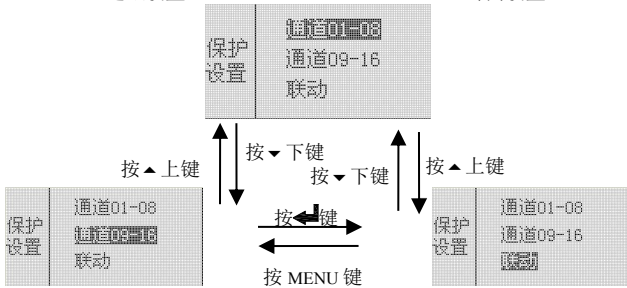 保护设置
通道01-08
通道09-16
联动
按▲上键
按▼下键
按▼下键
按▲上键
保护设置
通道01-08
通道09-16
联动
按↵键
按 MENU 键
保护设置
通道01-08
通道09-16
联动